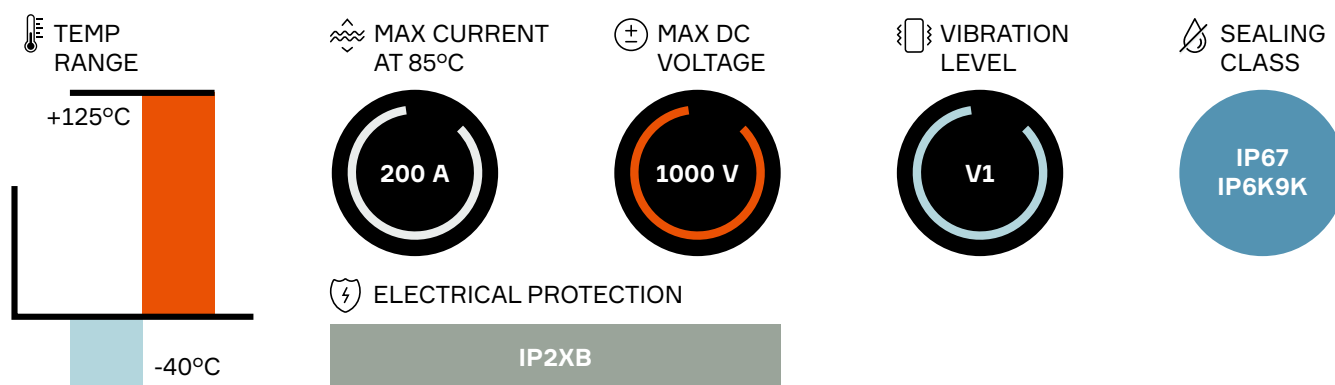 TEMP
RANGE
+125°C
-40°C
MAX CURRENT
AT 85°C
200 A
MAX DC
VOLTAGE
1000 V
VIBRATION
LEVEL
V1
SEALING
CLASS
IP67
IP6K9K
ELECTRICAL PROTECTION
IP2XB